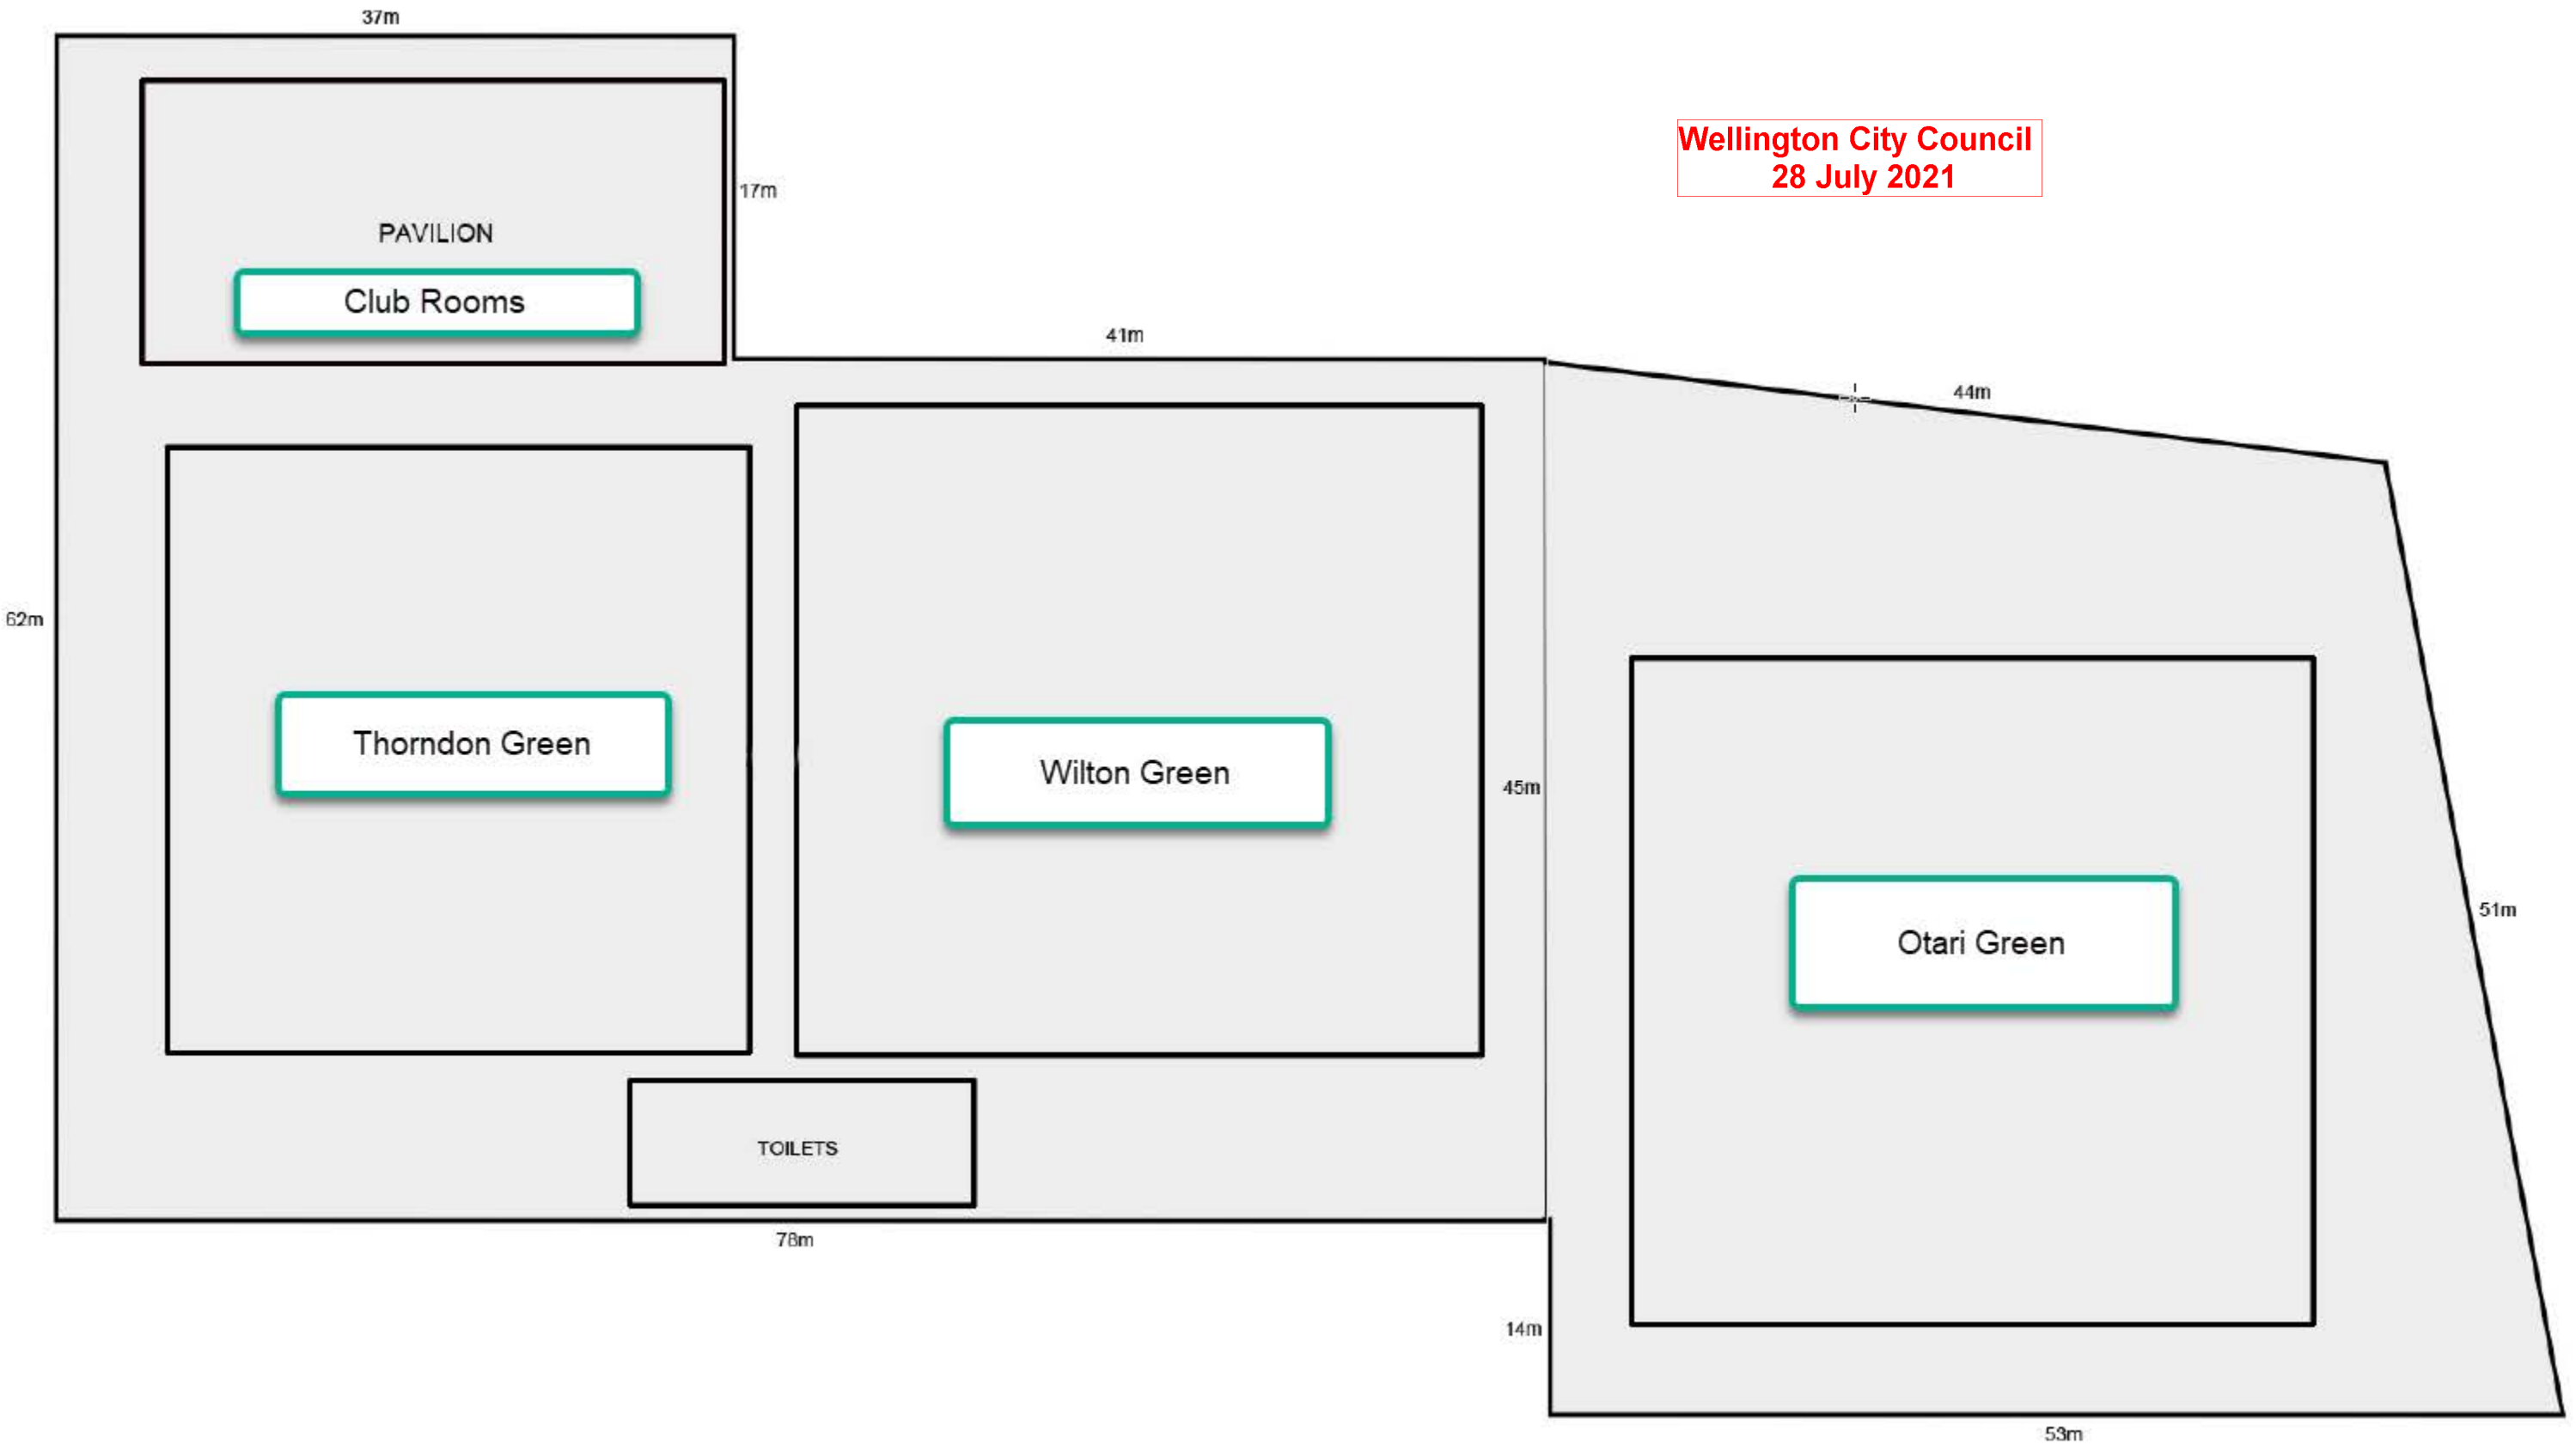 37m
Wellington City Council
28 July 2021
17m
PAVILION
Club Rooms
41m
44m
62m
Thorndon Green
Wilton Green
45m
51m
Otari Green
TOILETS
78m
14m
53m